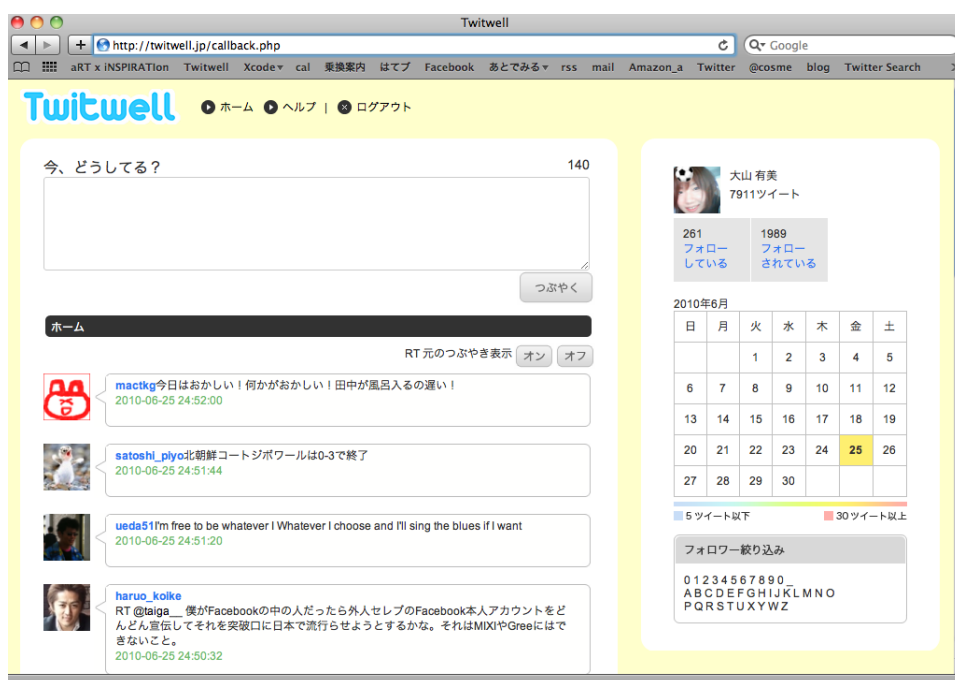 Twitwell
http://twitwell.jp/callback.php
Google
aRT x iNSPIRATIon Twitwell Xcode cal 乗換案内 はてブ Facebook あとでみる rss mail Amazon_a Twitter @cosme blog Twitter Search
Twitwell
ホーム ヘルプ | ログアウト
今、どうしてる？ 140
つぶやく
ホーム
RT元のつぶやき表示 オン オフ
mactkg今日はおかしい！何かがおかしい！田中が風呂入るの遅い！
2010-06-25 24:52:00
satoshi_piyo北朝鮮コートジボワールは0-3で終了
2010-06-25 24:51:44
ueda51I'm free to be whatever I Whatever I choose and I'll sing the blues if I want
2010-06-25 24:51:20
haruo_koike
RT @taiga__ 僕がFacebookの中の人だったら外人セレブのFacebook本人アカウントをど
んどん宣伝してそれを突破口に日本で流行らせようとするかな。それはMIXIやGreeにはで
きないこと。
2010-06-25 24:50:32
大山 有美
7911ツイート
261
フォロー
している
1989
フォロー
されている
2010年6月
日 月 火 水 木 金 土
1 2 3 4 5
6 7 8 9 10 11 12
13 14 15 16 17 18 19
20 21 22 23 24 25 26
27 28 29 30
5 ツイート以下 30 ツイート以上
フォロワー絞り込み
0 1 2 3 4 5 6 7 8 9 0 _
A B C D E F G H I J K L M N O
P Q R S T U X Y W Z